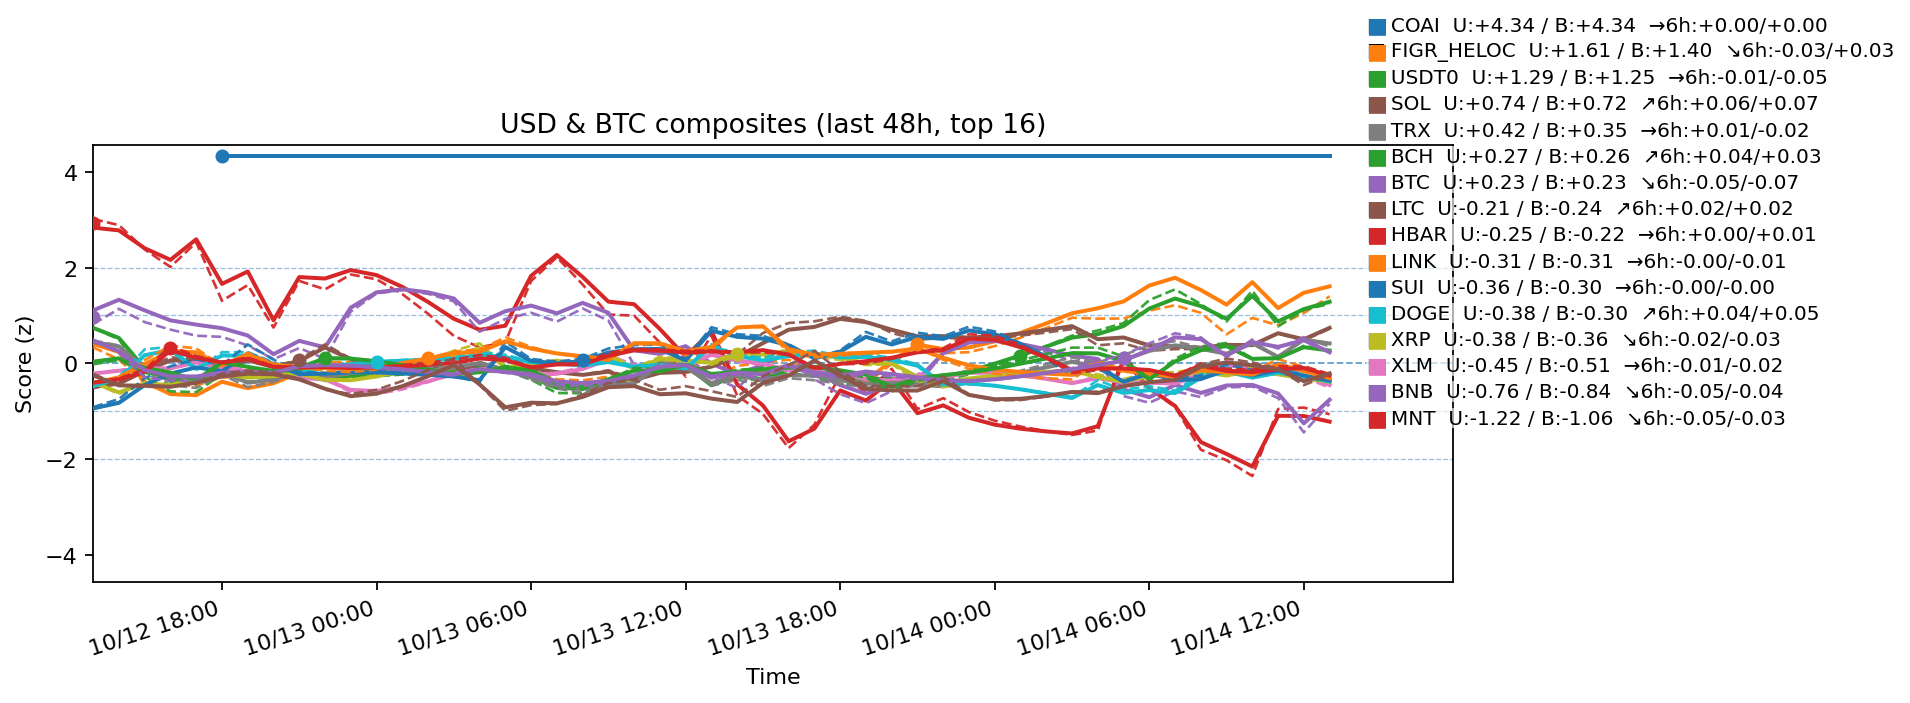 COAI  U:+4.34 / B:+4.34  →6h:+0.00/+0.00
FIGR_HELOC  U:+1.61 / B:+1.40  ↘6h:-0.03/+0.03
USDT0  U:+1.29 / B:+1.25  →6h:-0.01/-0.05
SOL  U:+0.74 / B:+0.72  ↗6h:+0.06/+0.07
TRX  U:+0.42 / B:+0.35  →6h:+0.01/-0.02
BCH  U:+0.27 / B:+0.26  ↗6h:+0.04/+0.03
BTC  U:+0.23 / B:+0.23  ↘6h:-0.05/-0.07
LTC  U:-0.21 / B:-0.24  ↗6h:+0.02/+0.02
HBAR  U:-0.25 / B:-0.22  →6h:+0.00/+0.01
LINK  U:-0.31 / B:-0.31  →6h:-0.00/-0.01
SUI  U:-0.36 / B:-0.30  →6h:-0.00/-0.00
DOGE  U:-0.38 / B:-0.30  ↗6h:+0.04/+0.05
XRP  U:-0.38 / B:-0.36  ↘6h:-0.02/-0.03
XLM  U:-0.45 / B:-0.51  →6h:-0.01/-0.02
BNB  U:-0.76 / B:-0.84  ↘6h:-0.05/-0.04
MNT  U:-1.22 / B:-1.06  ↘6h:-0.05/-0.03
USD & BTC composites (last 48h, top 16)
Score (z)
4
2
0
−2
−4
10/12 18:00
10/13 00:00
10/13 06:00
10/13 12:00
10/13 18:00
10/14 00:00
10/14 06:00
10/14 12:00
Time